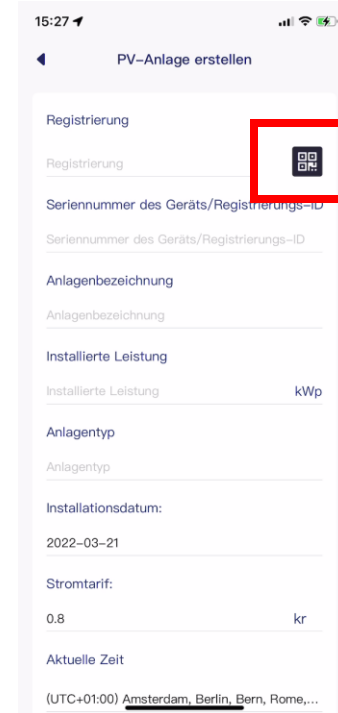 15:27
PV-Anlage erstellen
Registrierung
Registrierung
Seriennummer des Geräts/Registrierungs-ID
Seriennummer des Geräts/Registrierungs-ID
Anlagenbezeichnung
Anlagenbezeichnung
Installierte Leistung
Installierte Leistung kWp
Anlagentyp
Anlagentyp
Installationsdatum:
2022-03-21
Stromtarif:
0.8 kr
Aktuelle Zeit
(UTC+01:00) Amsterdam, Berlin, Bern, Rome,...